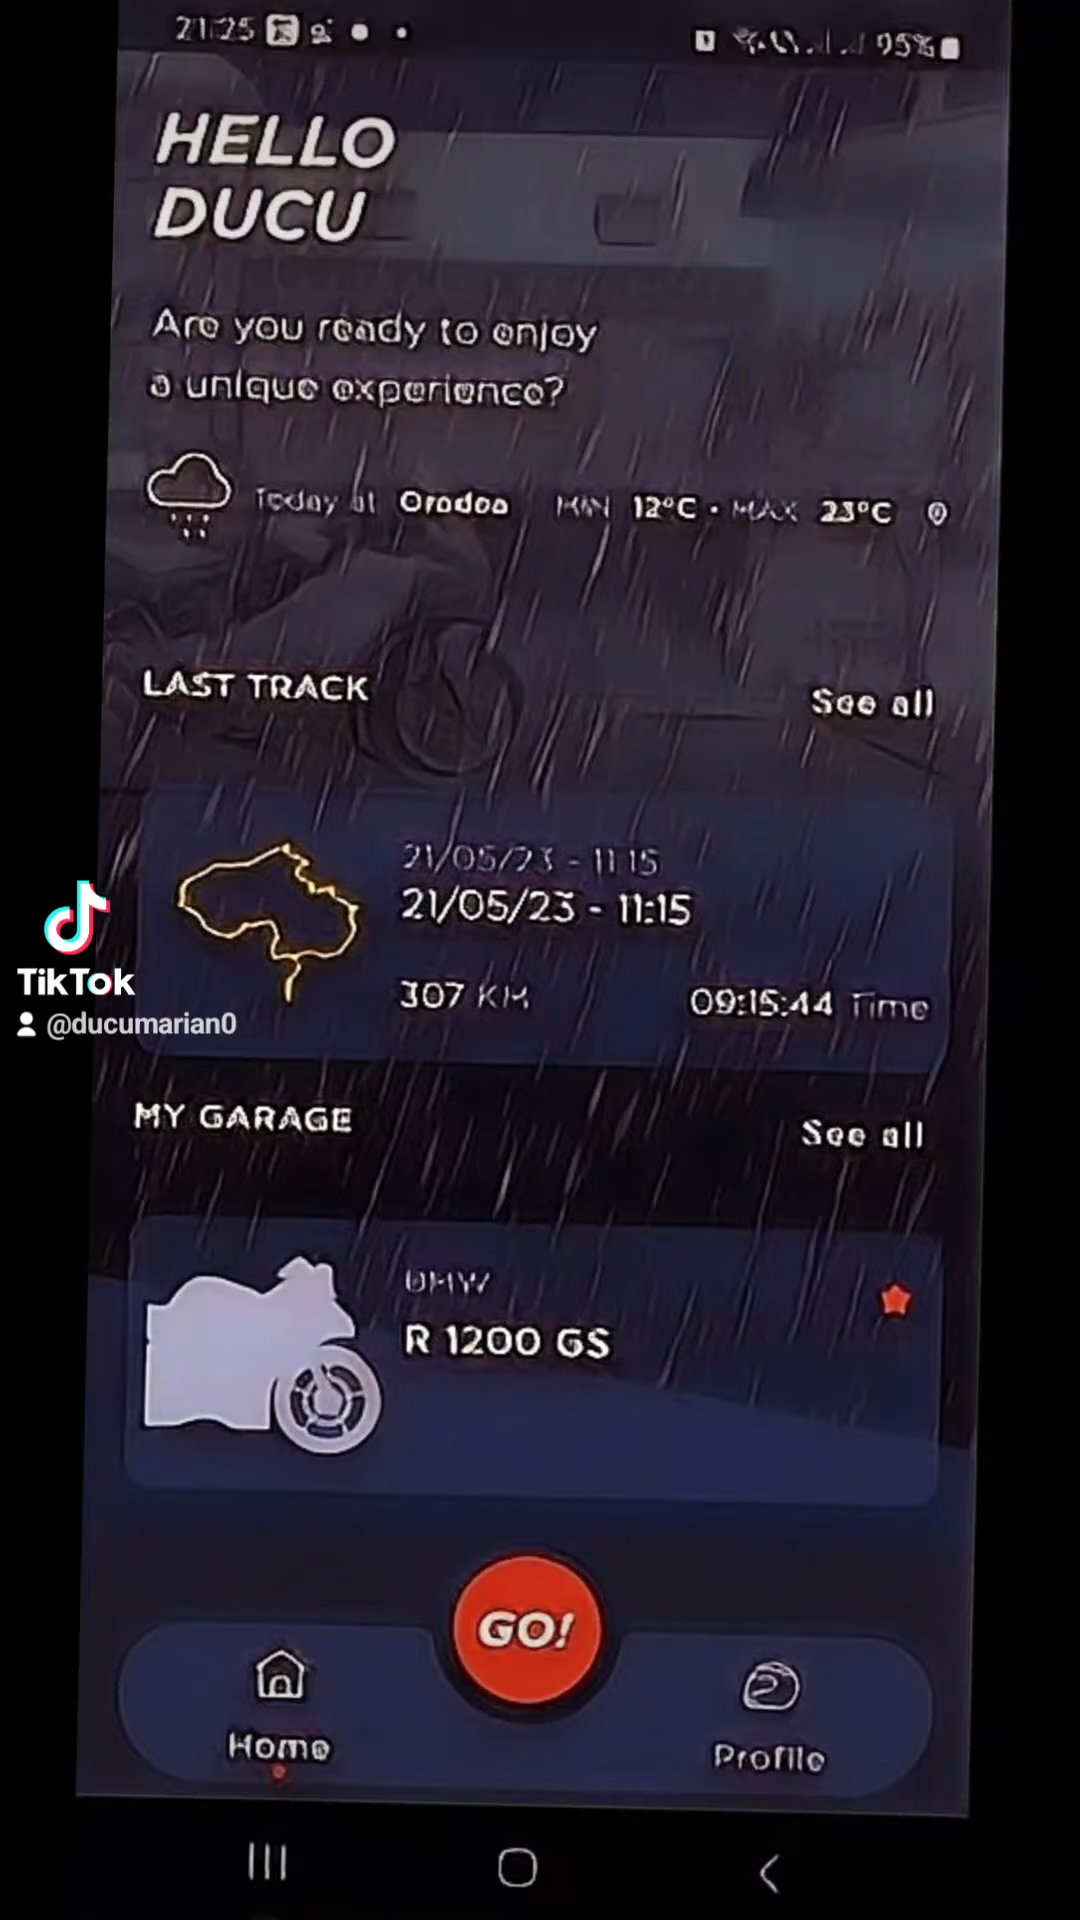 21:25
95%
HELLO
DUCU
Are you ready to enjoy
a unique experience?
Today at Oradea MIN 12°C • MAX 23°C
LAST TRACK
See all
21/05/23 - 11:15
21/05/23 - 11:15
307 KM
09:15:44 Time
TikTok
@ducumarian0
MY GARAGE
See all
BMW
R 1200 GS
GO!
Home
Profile